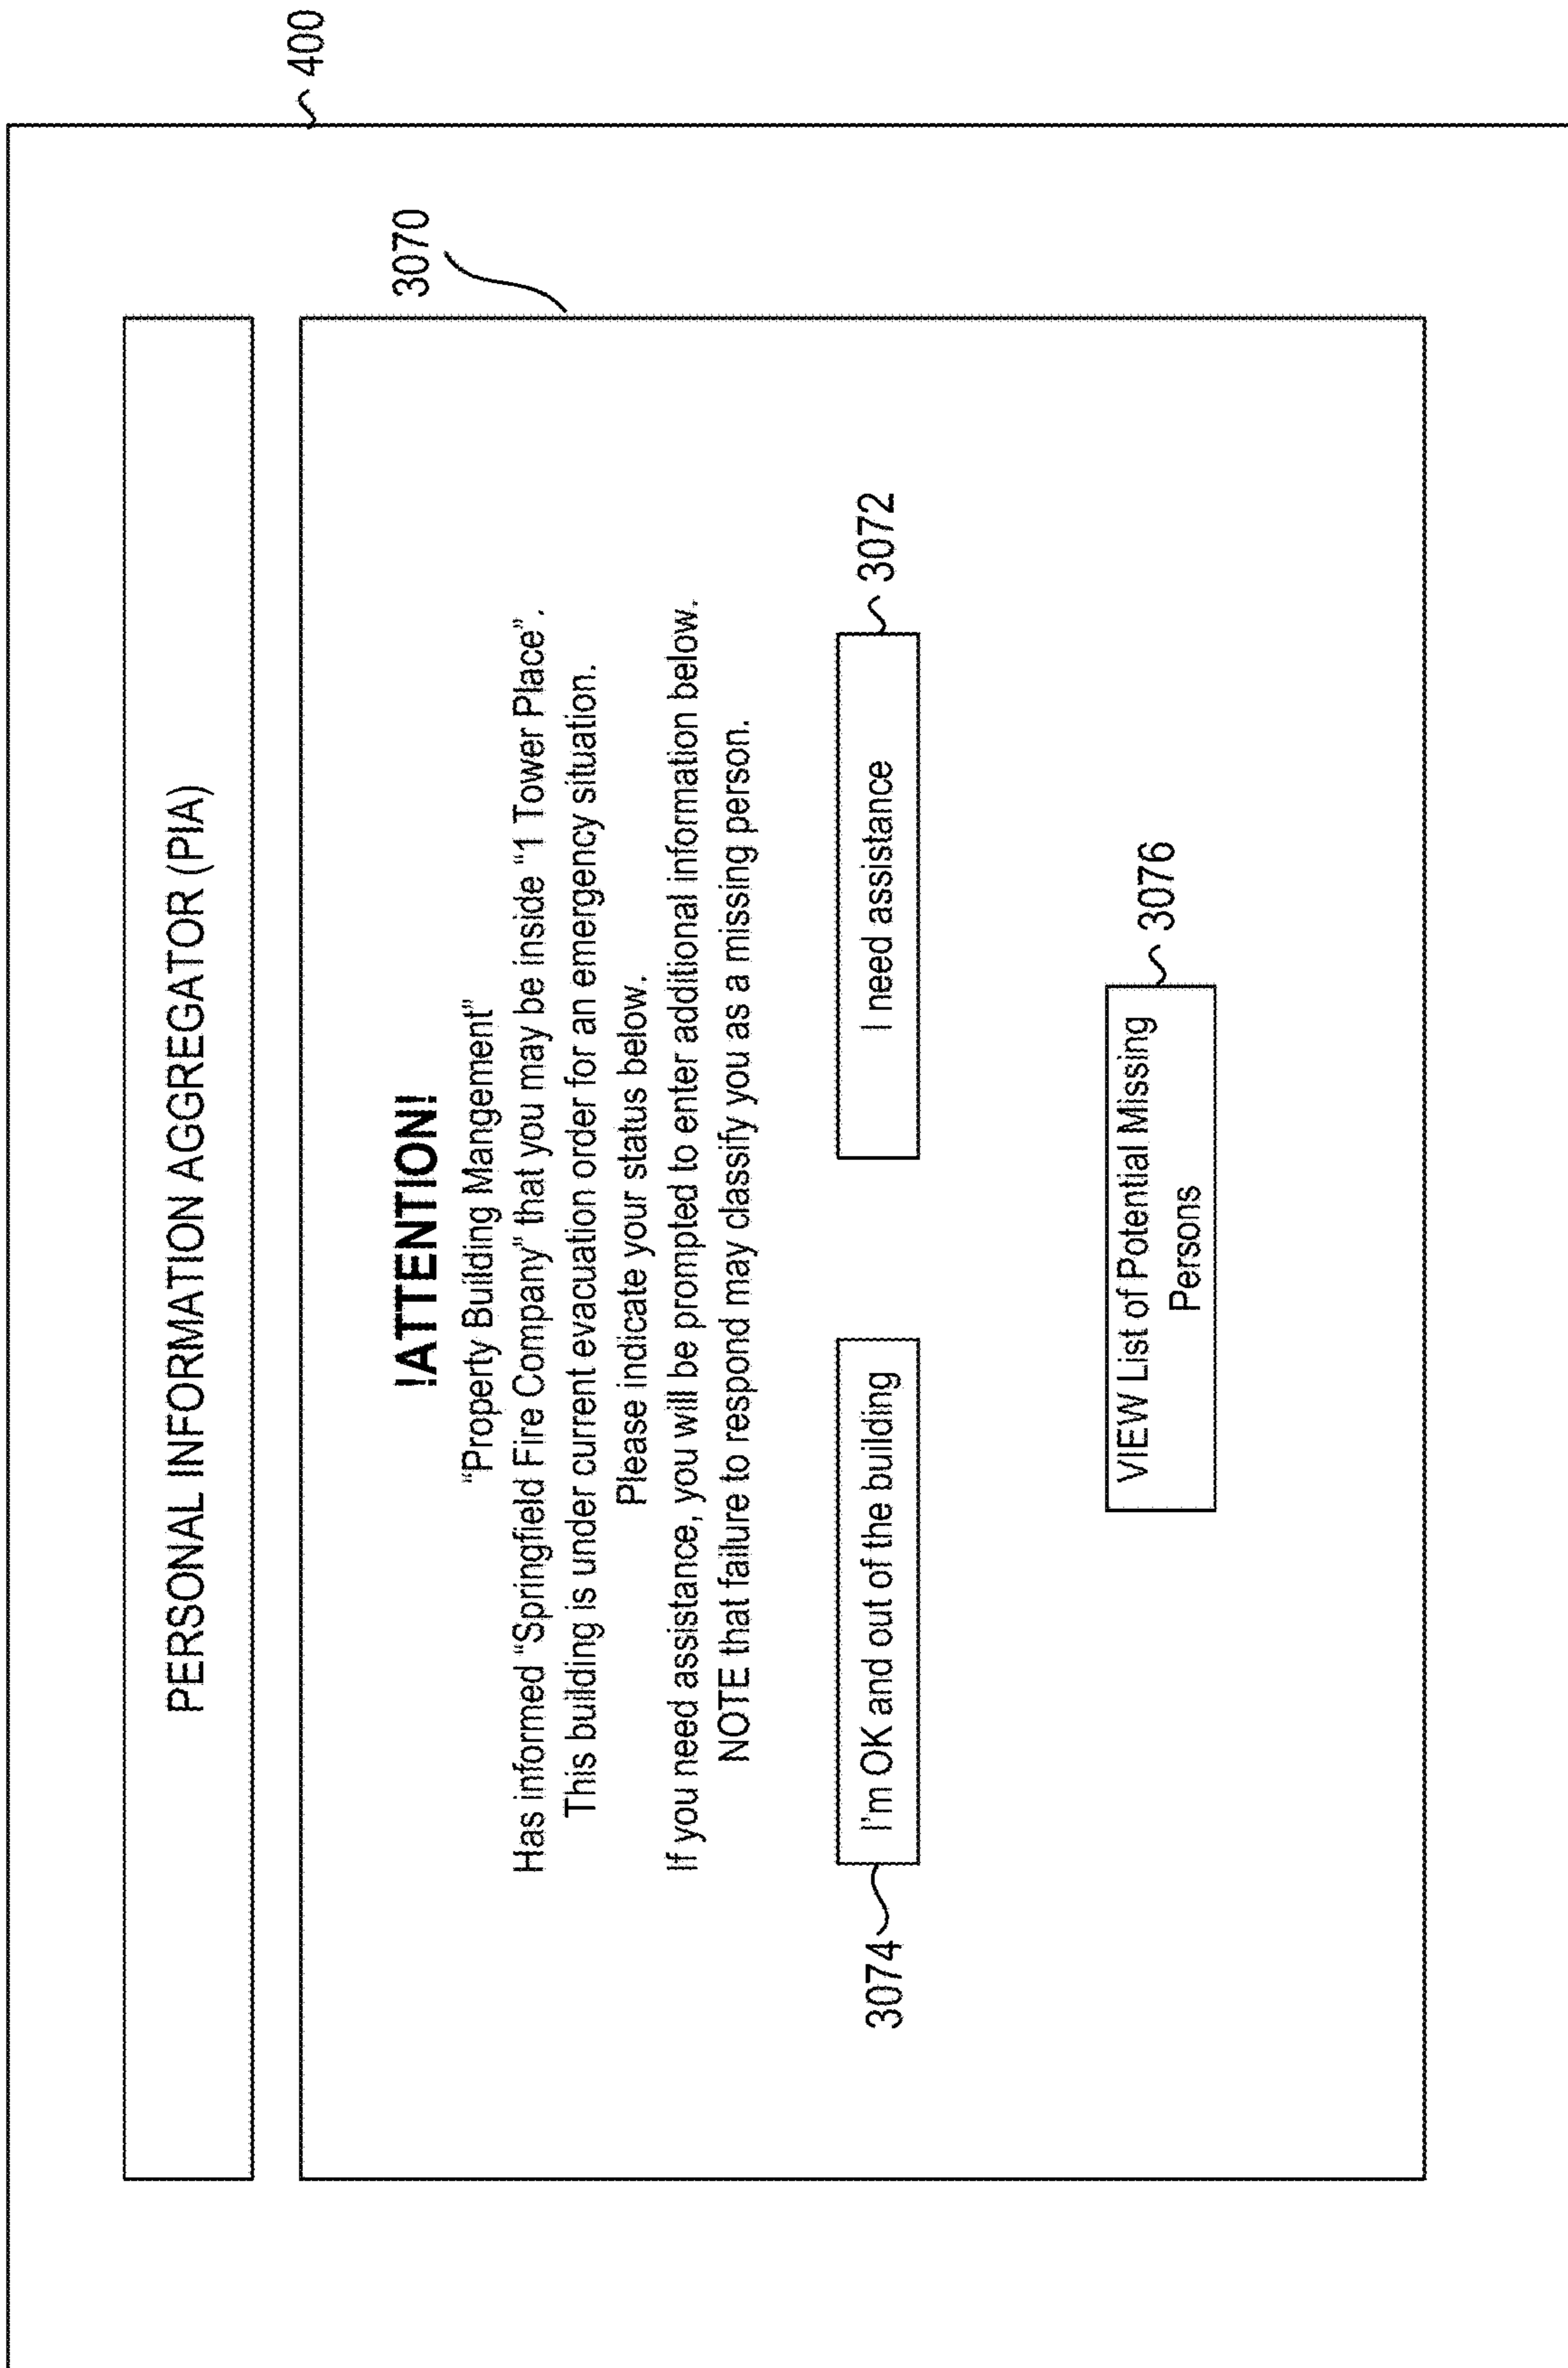 PERSONAL INFORMATION AGGREGATOR (PIA)
400
3070
!ATTENTION!
“Property Building Mangement”
Has informed “Springfield Fire Company” that you may be inside “1 Tower Place”.
This building is under current evacuation order for an emergency situation.
Please indicate your status below.
If you need assistance, you will be prompted to enter additional information below.
NOTE that failure to respond may classify you as a missing person.
3074
I'm OK and out of the building
I need assistance
3072
VIEW List of Potential Missing
Persons
3076